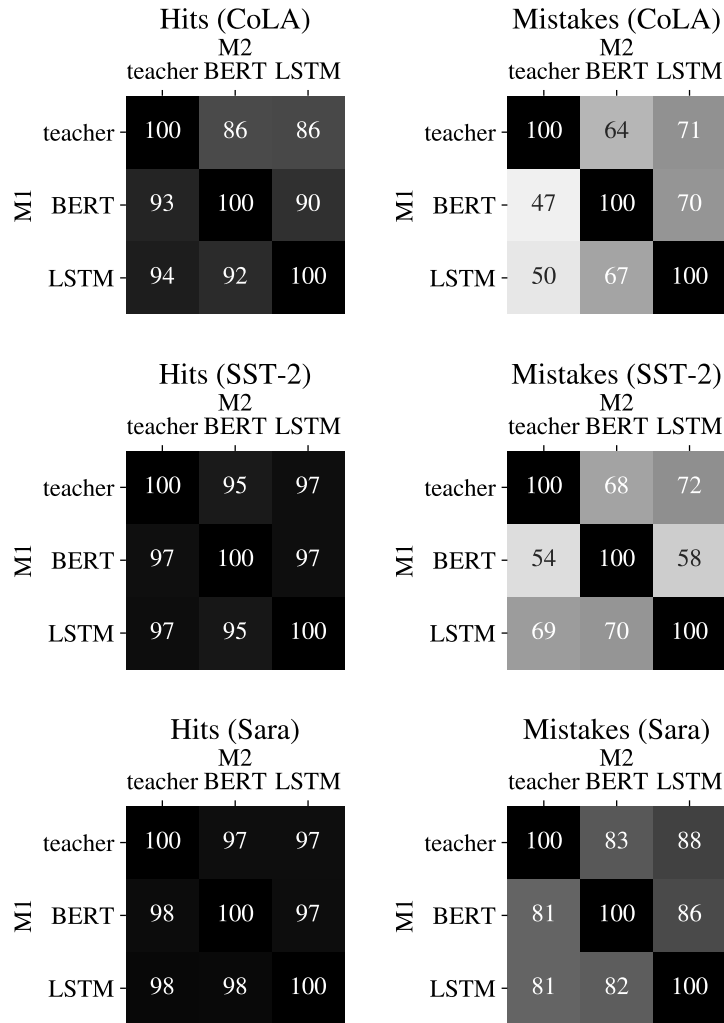 Hits (CoLA)
M2
teacher BERT LSTM
teacher 100 86 86
M1 BERT 93 100 90
LSTM 94 92 100
Mistakes (CoLA)
M2
teacher BERT LSTM
teacher 100 64 71
M1 BERT 47 100 70
LSTM 50 67 100
Hits (SST-2)
M2
teacher BERT LSTM
teacher 100 95 97
M1 BERT 97 100 97
LSTM 97 95 100
Mistakes (SST-2)
M2
teacher BERT LSTM
teacher 100 68 72
M1 BERT 54 100 58
LSTM 69 70 100
Hits (Sara)
M2
teacher BERT LSTM
teacher 100 97 97
M1 BERT 98 100 97
LSTM 98 98 100
Mistakes (Sara)
M2
teacher BERT LSTM
teacher 100 83 88
M1 BERT 81 100 86
LSTM 81 82 100